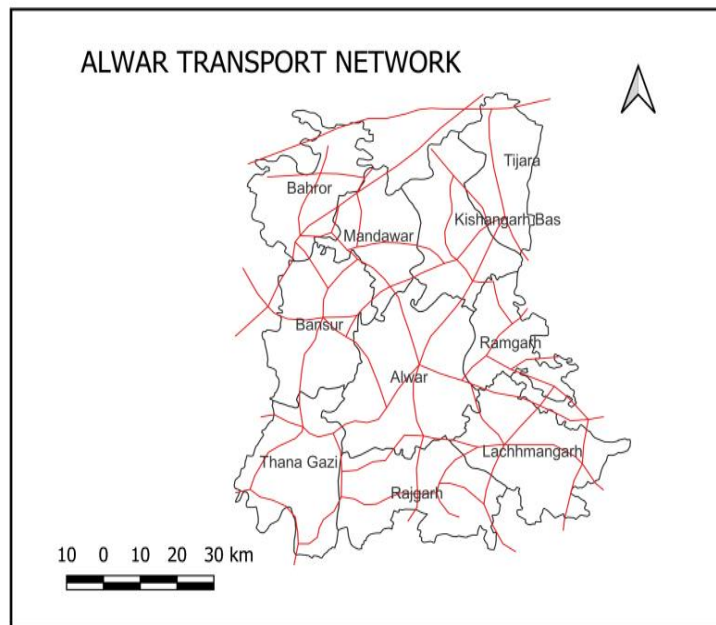 ALWAR TRANSPORT NETWORK
Tijara
Bahror
Kishangarh Bas
Mandawar
Bansur
Ramgarh
Alwar
Lachhmangarh
Thana Gazi
Rajgarh
10 0 10 20 30 km